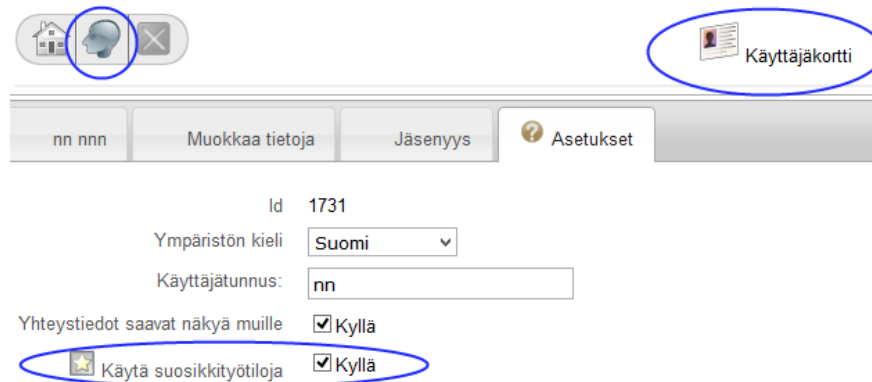 Käyttäjäkortti
nn nnn Muokkaa tietoja Jäsenyys Asetukset
Id 1731
Ympäristön kieli Suomi
Käyttäjätunnus: nn
Yhteystiedot saavat näkyä muille Kyllä
Käytä suosikkityötiloja Kyllä